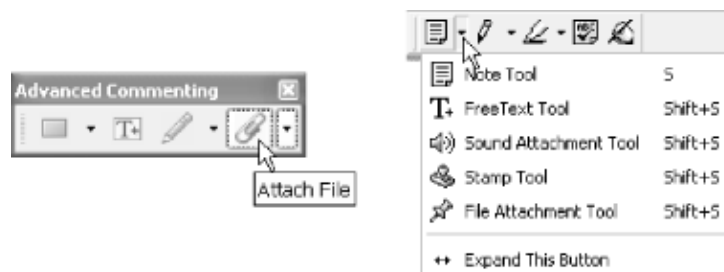 Advanced Commenting
T+
Attach File
ABC
Note Tool S
T+ FreeText Tool Shift+S
Sound Attachment Tool Shift+S
Stamp Tool Shift+S
File Attachment Tool Shift+S
Expand This Button